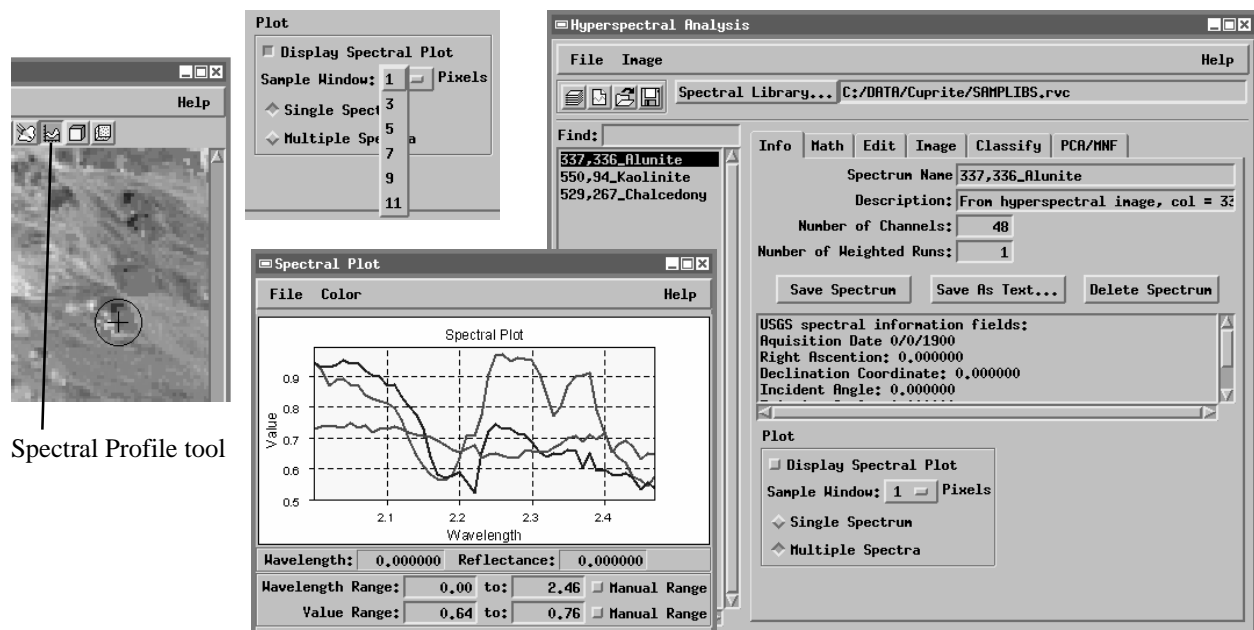 Help
Spectral Profile tool
Plot
Display Spectral Plot
Sample Window: 1 Pixels
Single Spect
3
5
Multiple Spe a
7
9
11
Spectral Plot
File Color Help
Spectral Plot
Value
0.9
0.8
0.7
0.6
0.5
2.1 2.2 2.3 2.4
Wavelength
Wavelength: 0.000000 Reflectance: 0.000000
Wavelength Range: 0.00 to: 2.46 Manual Range
Value Range: 0.64 to: 0.76 Manual Range
Hyperspectral Analysis
File Image Help
Spectral Library... C:/DATA/Cuprite/SAMPLIBS.rvc
Find:
337,336_Alunite
550,94_Kaolinite
529,267_Chalcedony
Info Math Edit Image Classify PCA/MNF
Spectrum Name 337,336_Alunite
Description: From hyperspectral image, col = 33
Number of Channels: 48
Number of Weighted Runs: 1
Save Spectrum Save As Text... Delete Spectrum
USGS spectral information fields:
Aquisition Date 0/0/1900
Right Ascention: 0.000000
Declination Coordinate: 0.000000
Incident Angle: 0.000000
Plot
Display Spectral Plot
Sample Window: 1 Pixels
Single Spectrum
Multiple Spectra